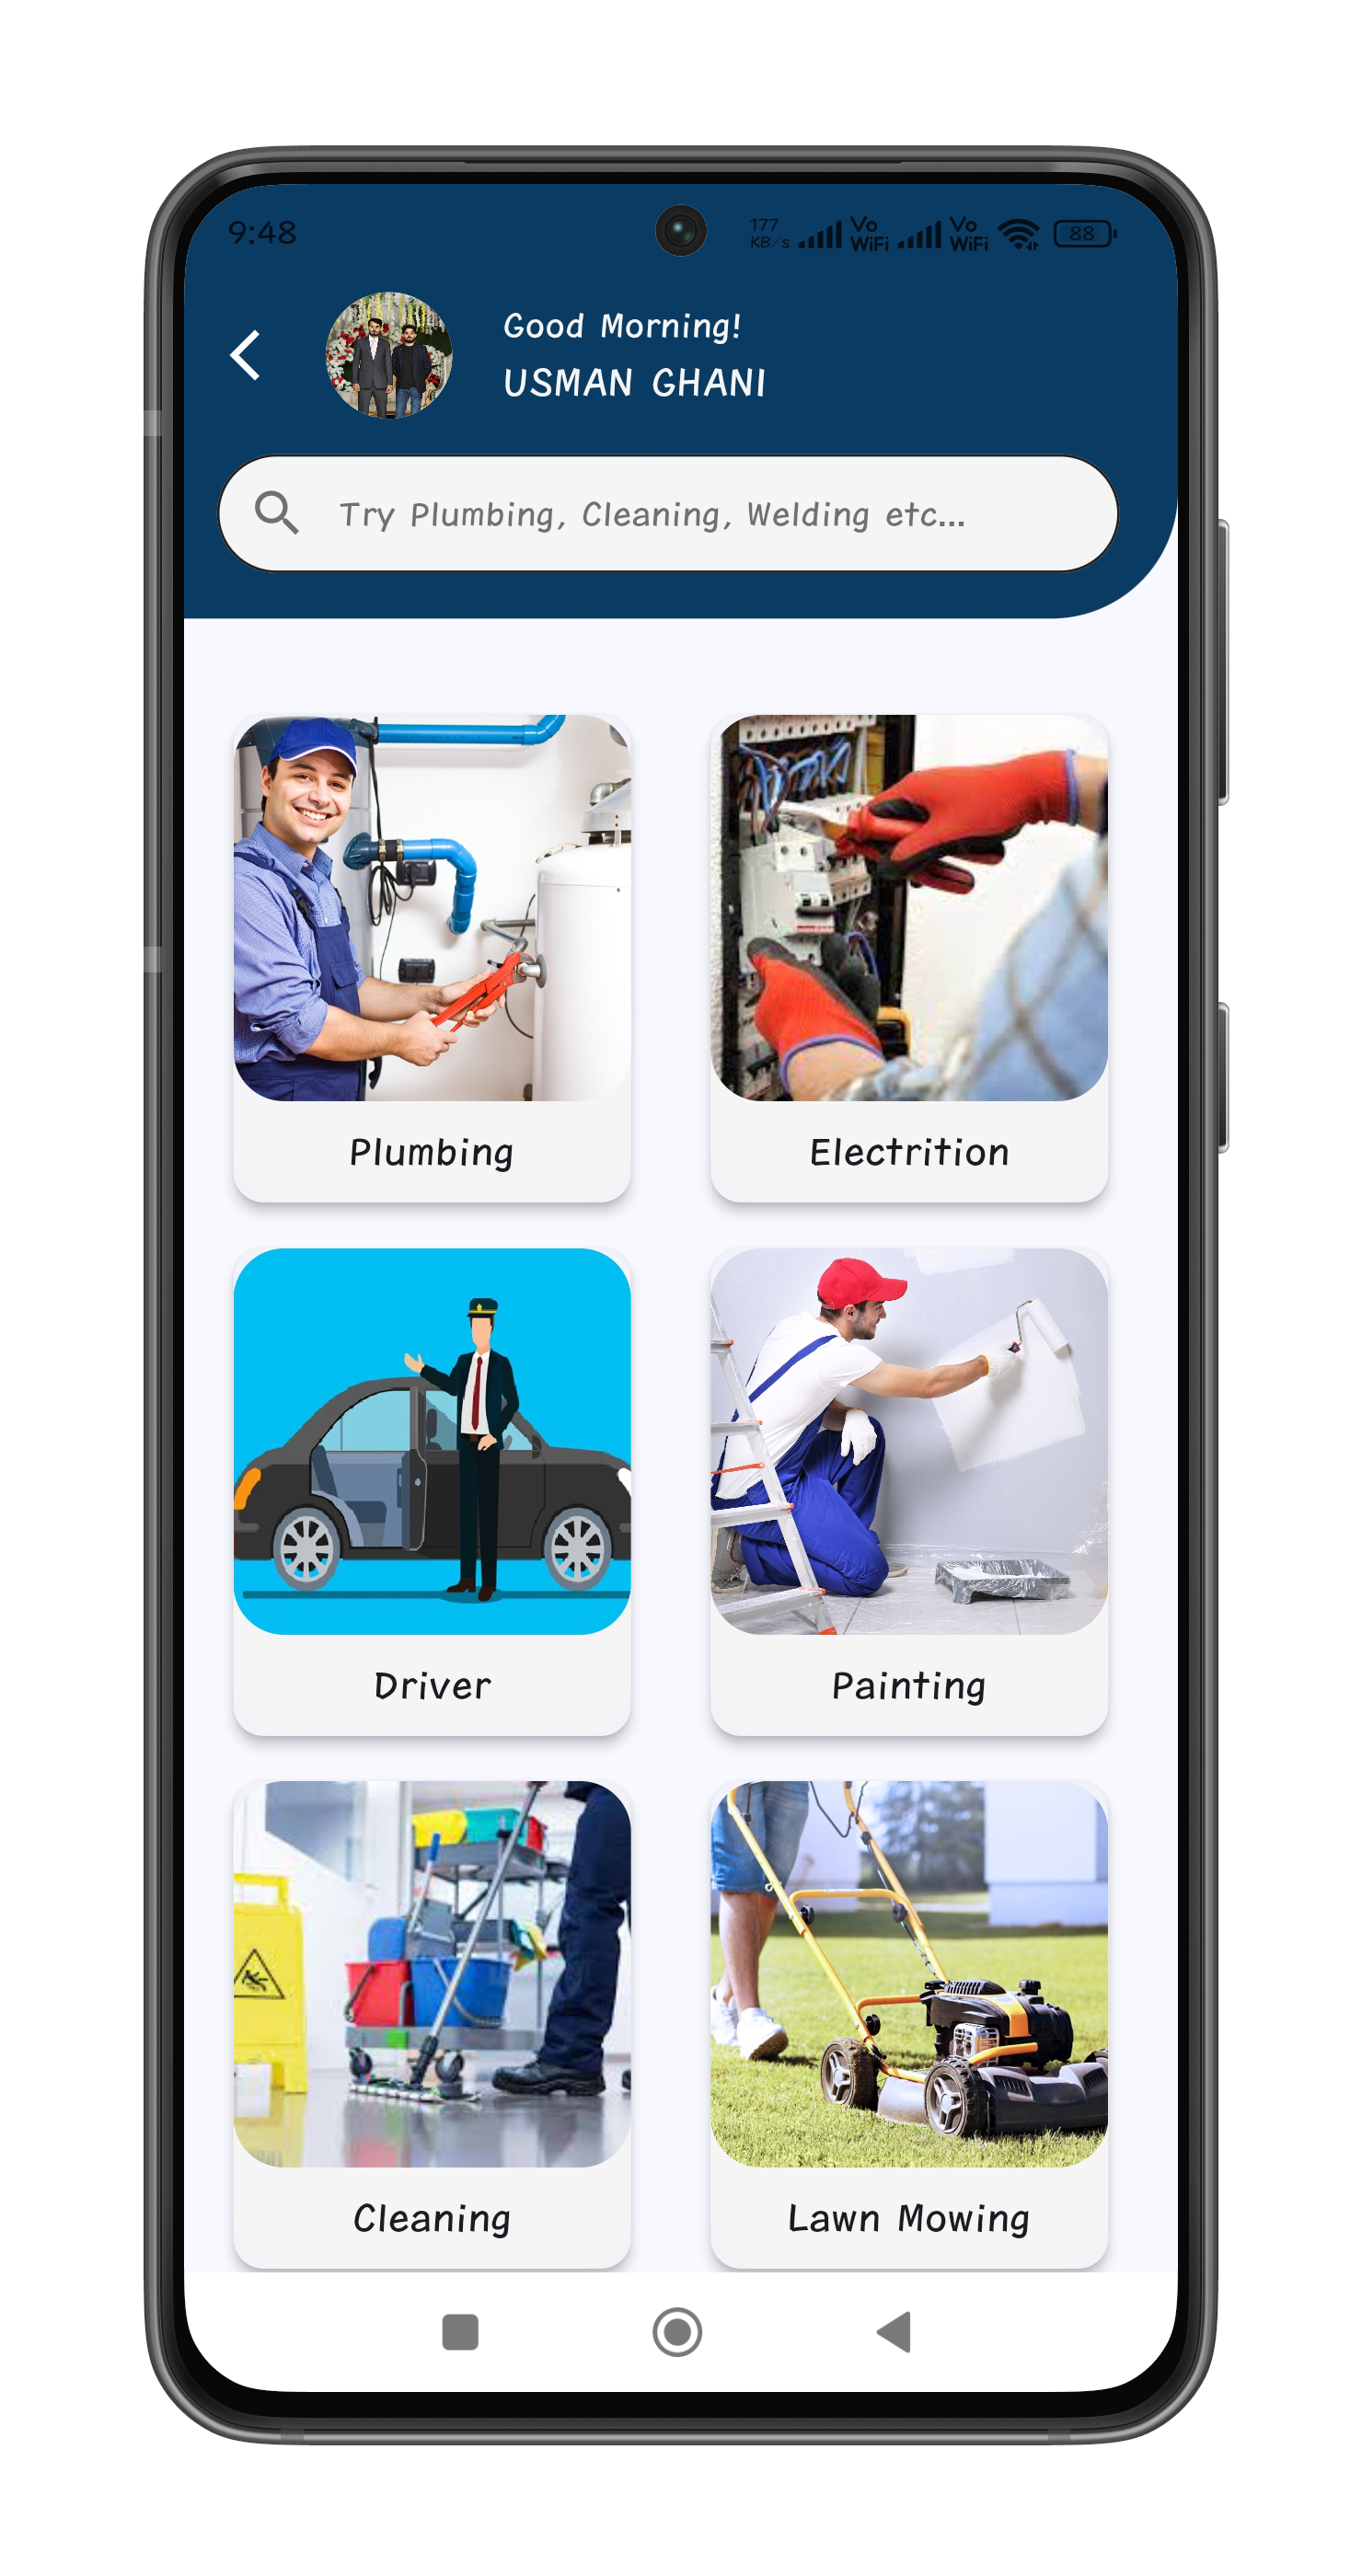 9:48
177 KB/s Vo WiFi Vo WiFi 88
Good Morning!
USMAN GHANI
Try Plumbing, Cleaning, Welding etc...
Plumbing
Electrition
Driver
Painting
Cleaning
Lawn Mowing